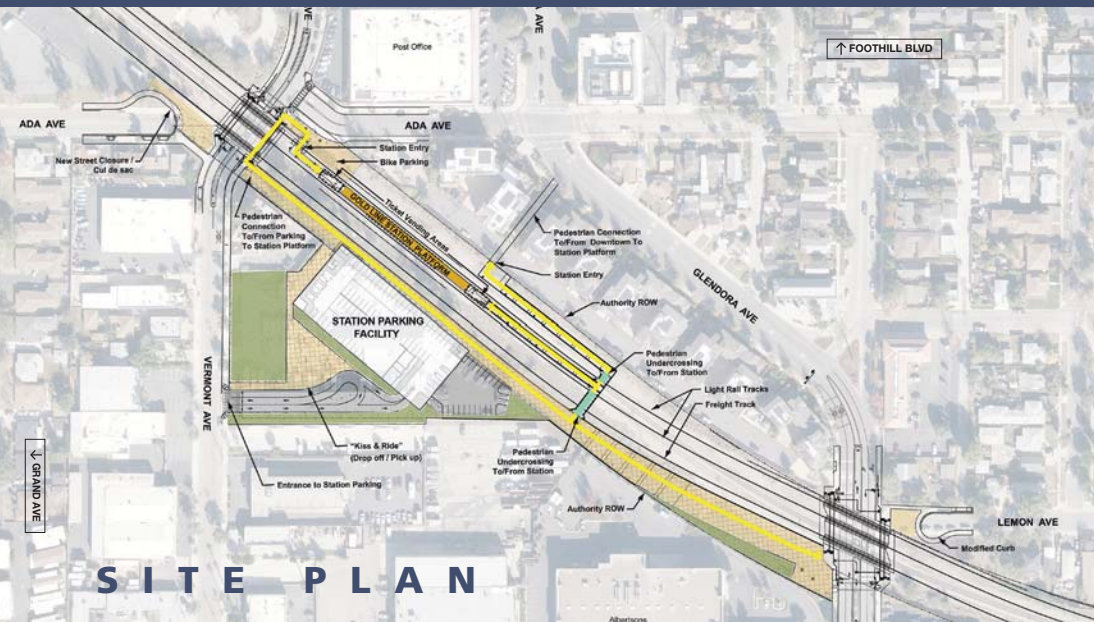 VE
A AVE
Post Office
↑ FOOTHILL BLVD
ADA AVE
ADA AVE
Station Entry
Bike Parking
New Street Closure /
Cul de sac
Ticket Vending Areas
GOLD LINE STATION PLATFORM
Pedestrian
Connection
To/From Parking
To Station Platform
Pedestrian Connection
To/From Downtown To
Station Platform
Station Entry
GLENDORA AVE
Authority ROW
STATION PARKING
FACILITY
Pedestrian
Undercrossing
To/From Station
Light Rail Tracks
Freight Track
VERMONT AVE
"Kiss & Ride"
(Drop off / Pick up)
Pedestrian
Undercrossing
To/From Station
← GRAND AVE
Entrance to Station Parking
Authority ROW
LEMON AVE
Modified Curb
SITE PLAN
Albertsons